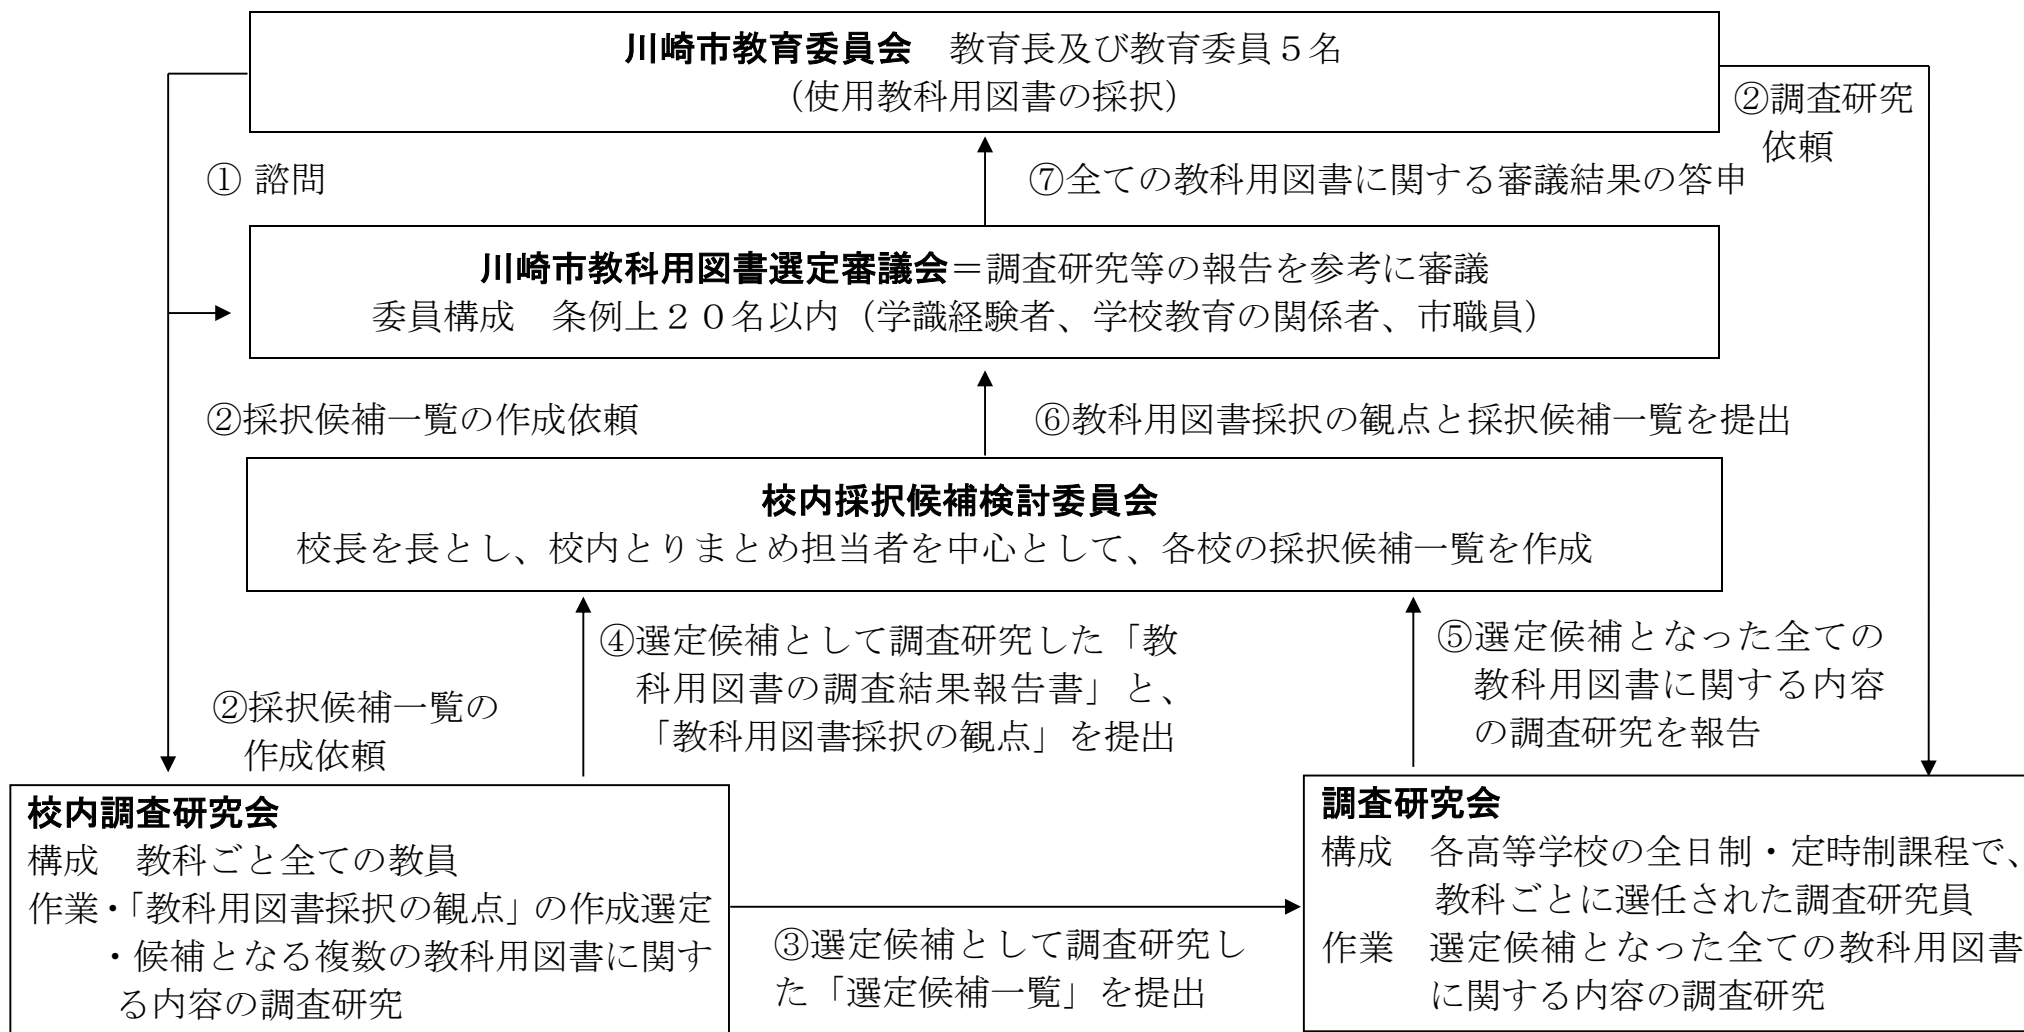 川崎市教育委員会　教育長及び教育委員５名
（使用教科用図書の採択）
②調査研究
依頼
① 諮問
⑦全ての教科用図書に関する審議結果の答申
川崎市教科用図書選定審議会＝調査研究等の報告を参考に審議
委員構成　条例上２０名以内（学識経験者、学校教育の関係者、市職員）
②採択候補一覧の作成依頼
⑥教科用図書採択の観点と採択候補一覧を提出
校内採択候補検討委員会
校長を長とし、校内とりまとめ担当者を中心として、各校の採択候補一覧を作成
④選定候補として調査研究した「教
科用図書の調査結果報告書」と、
「教科用図書採択の観点」を提出
⑤選定候補となった全ての
教科用図書に関する内容
の調査研究を報告
②採択候補一覧の
作成依頼
校内調査研究会
構成　教科ごと全ての教員
作業・「教科用図書採択の観点」の作成選定
・候補となる複数の教科用図書に関す
る内容の調査研究
③選定候補として調査研究し
た「選定候補一覧」を提出
調査研究会
構成　各高等学校の全日制・定時制課程で、
教科ごとに選任された調査研究員
作業　選定候補となった全ての教科用図書
に関する内容の調査研究